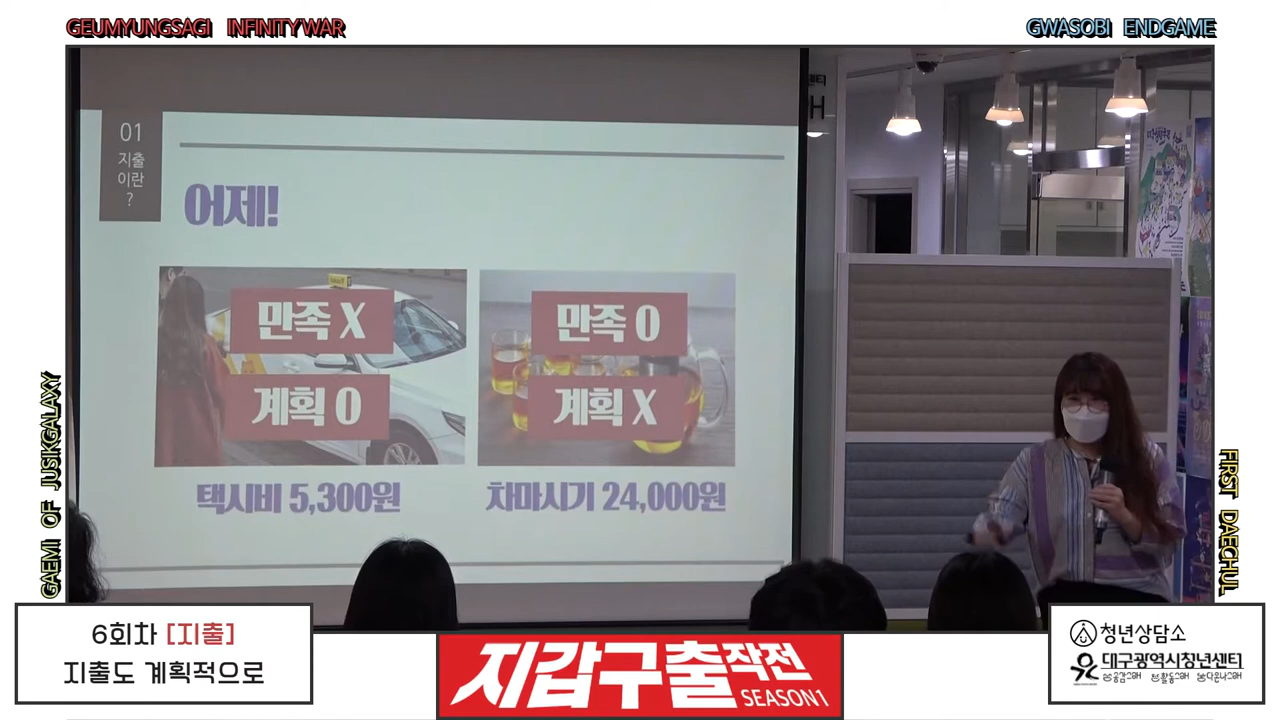 GEUMYUNGSAGI INFINITY WAR
GWASOBI ENDGAME
01
지출
이란
?
어제!
만족 X
계획 O
만족 O
계획 X
택시비 5,300원
차마시기 24,000원
GAEMI OF JUSIKGALAXY
FIRST DAECHUL
6회차 [지출]
지출도 계획적으로
지갑구출작전
SEASON1
청년상담소
대구광역시청년센터